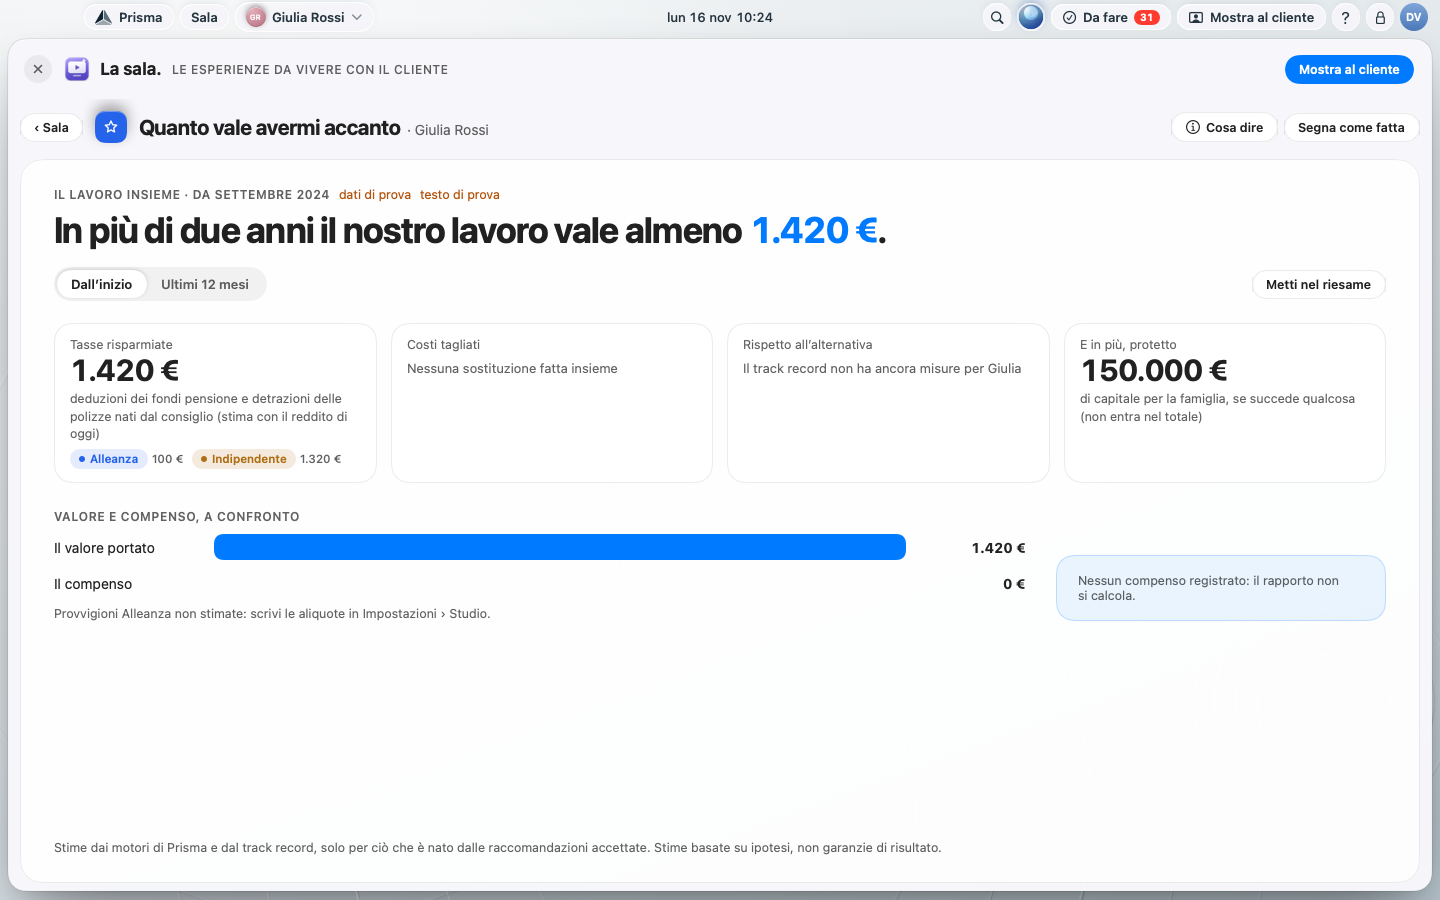 Prisma
Sala
GR Giulia Rossi
lun 16 nov 10:24
Da fare 31
Mostra al cliente
?
DV
La sala. LE ESPERIENZE DA VIVERE CON IL CLIENTE
Mostra al cliente
‹ Sala
Quanto vale avermi accanto · Giulia Rossi
Cosa dire
Segna come fatta
IL LAVORO INSIEME · DA SETTEMBRE 2024 dati di prova testo di prova
In più di due anni il nostro lavoro vale almeno 1.420 €.
Dall’inizio
Ultimi 12 mesi
Metti nel riesame
Tasse risparmiate
1.420 €
deduzioni dei fondi pensione e detrazioni delle
polizze nati dal consiglio (stima con il reddito di
oggi)
Alleanza 100 € Indipendente 1.320 €
Costi tagliati
Nessuna sostituzione fatta insieme
Rispetto all’alternativa
Il track record non ha ancora misure per Giulia
E in più, protetto
150.000 €
di capitale per la famiglia, se succede qualcosa
(non entra nel totale)
VALORE E COMPENSO, A CONFRONTO
Il valore portato 1.420 €
Il compenso 0 €
Provvigioni Alleanza non stimate: scrivi le aliquote in Impostazioni › Studio.
Nessun compenso registrato: il rapporto non
si calcola.
Stime dai motori di Prisma e dal track record, solo per ciò che è nato dalle raccomandazioni accettate. Stime basate su ipotesi, non garanzie di risultato.